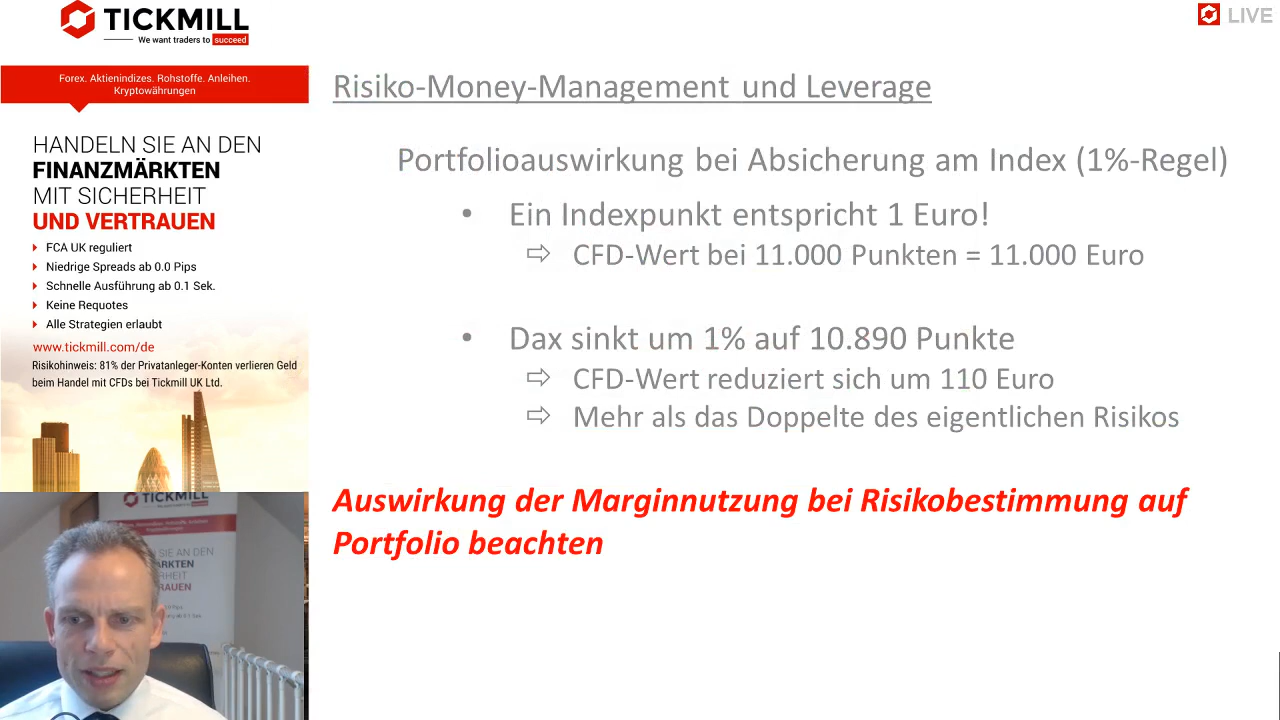 TICKMILL
We want traders to succeed
Forex. Aktienindizes. Rohstoffe. Anleihen.
Kryptowährungen
HANDELN SIE AN DEN
FINANZMÄRKTEN
MIT SICHERHEIT
UND VERTRAUEN
FCA UK reguliert
Niedrige Spreads ab 0.0 Pips
Schnelle Ausführung ab 0.1 Sek.
Keine Requotes
Alle Strategien erlaubt
www.tickmill.com/de
Risikohinweis: 81% der Privatanleger-Konten verlieren Geld
beim Handel mit CFDs bei Tickmill UK Ltd.
LIVE
Risiko-Money-Management und Leverage
Portfolioauswirkung bei Absicherung am Index (1%-Regel)
• Ein Indexpunkt entspricht 1 Euro!
⇨ CFD-Wert bei 11.000 Punkten = 11.000 Euro
• Dax sinkt um 1% auf 10.890 Punkte
⇨ CFD-Wert reduziert sich um 110 Euro
⇨ Mehr als das Doppelte des eigentlichen Risikos
Auswirkung der Marginnutzung bei Risikobestimmung auf
Portfolio beachten
TICKMILL
SIE AN DEN